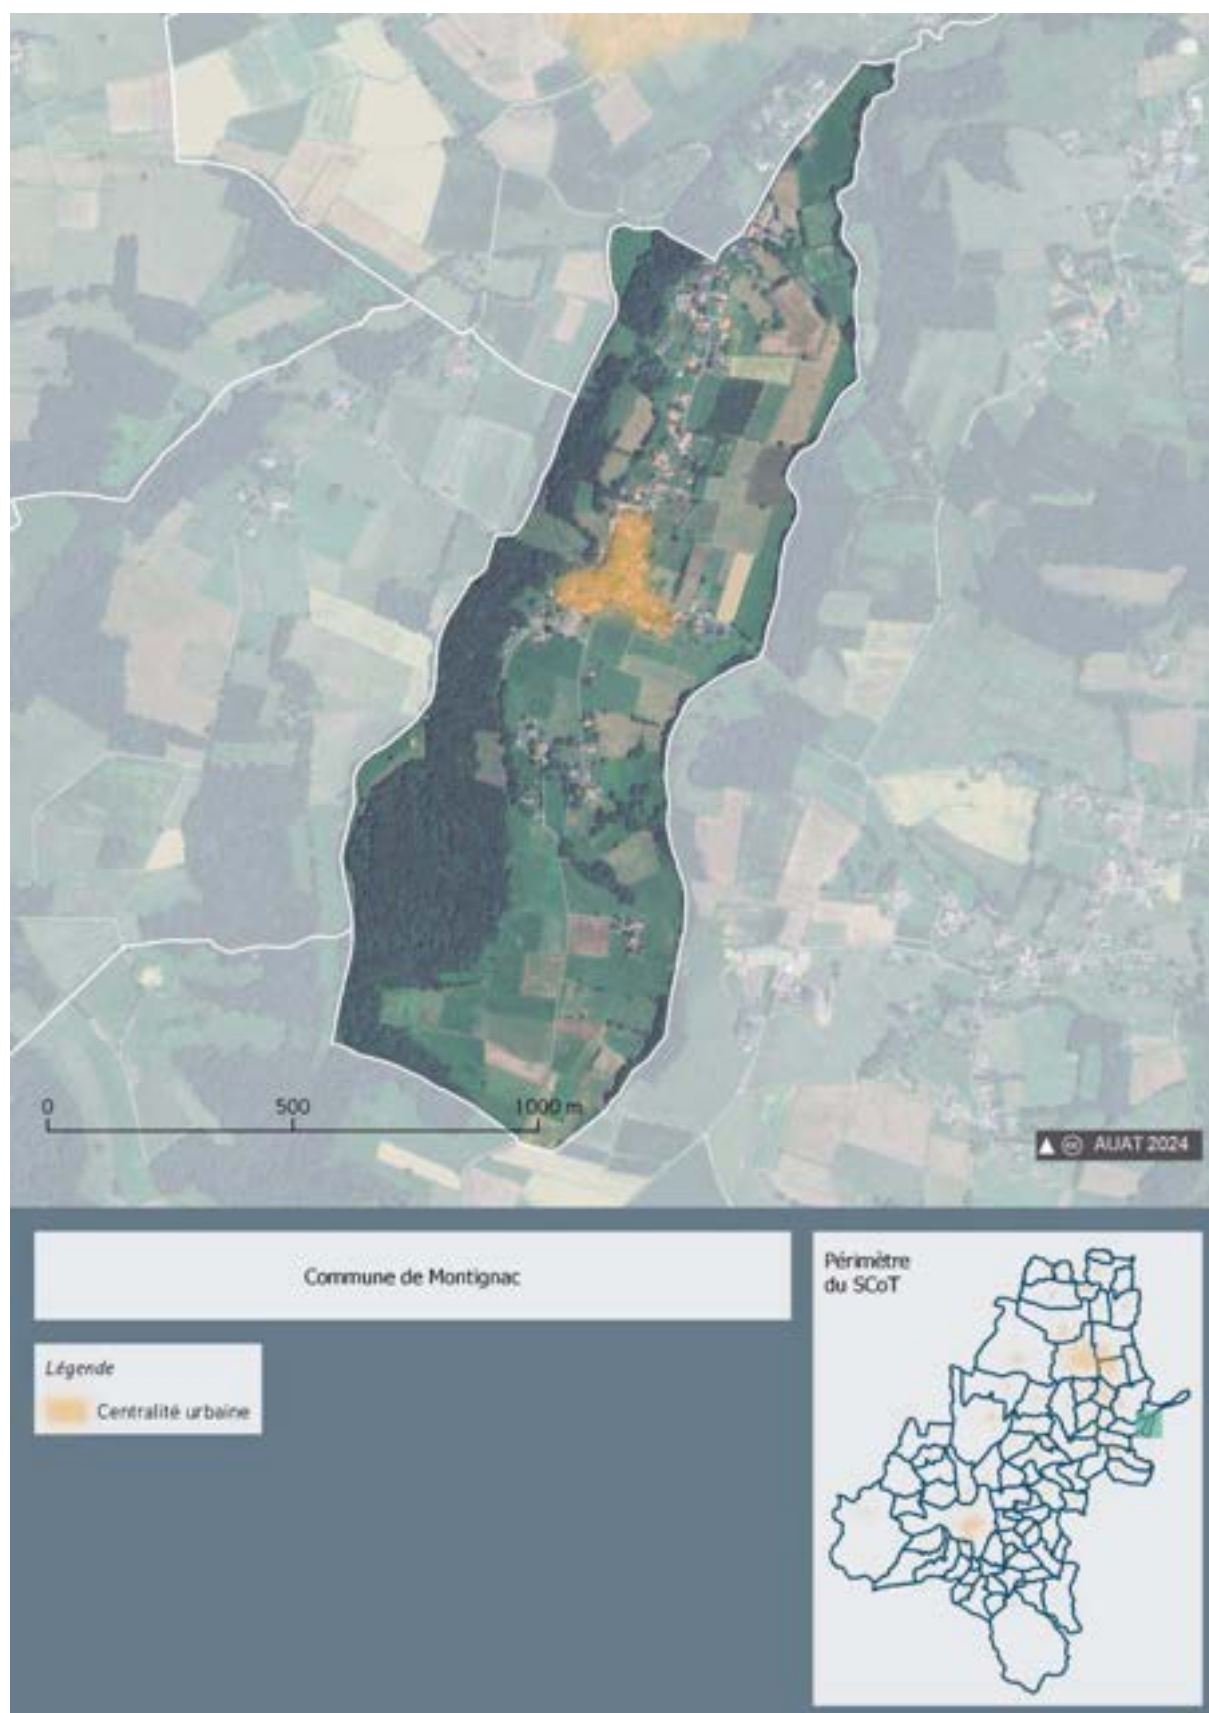 0 500 1000 m
AUAT 2024
Commune de Montignac
Périmètre
du SCoT
Légende
Centralité urbaine